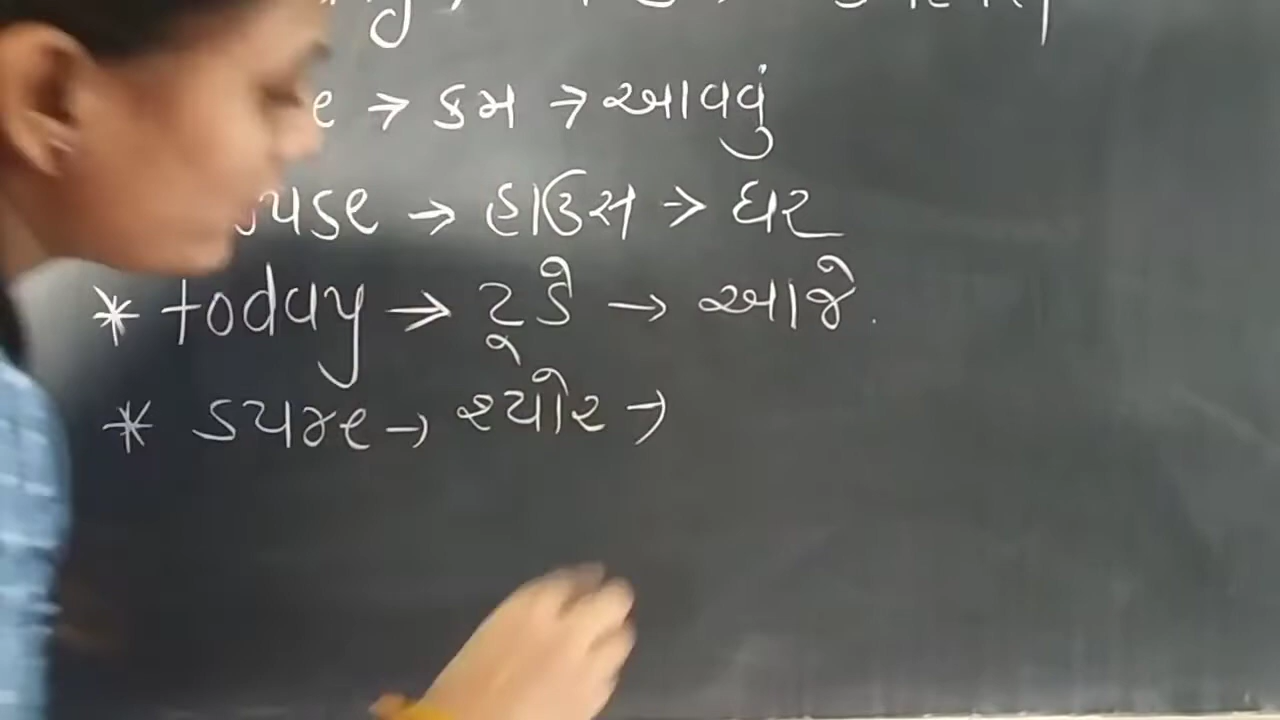 e → કમ → આવવું
use → હાઉસ → ઘર
* today → ટૂડે → આજે.
* sure → શ્યોર →